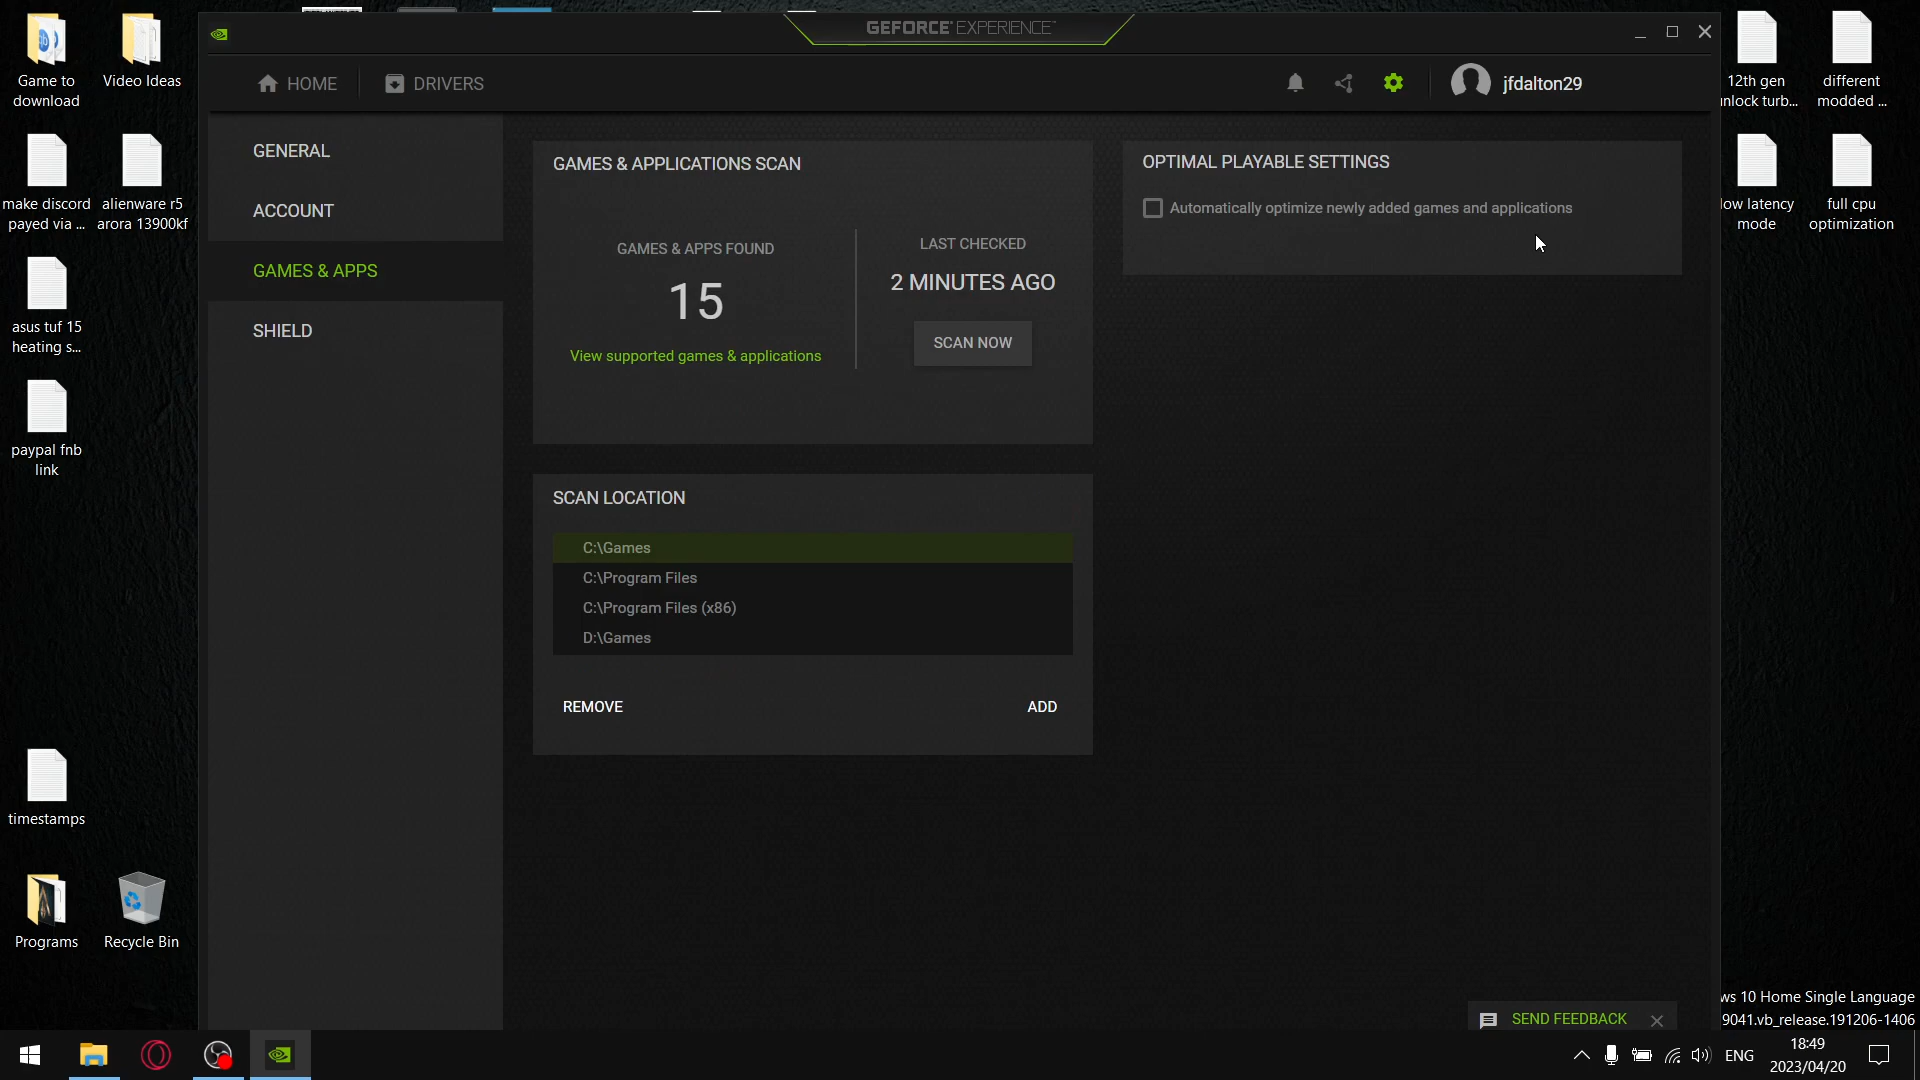 GEFORCE EXPERIENCE
HOME
DRIVERS
jfdalton29
GENERAL
ACCOUNT
GAMES & APPS
SHIELD
GAMES & APPLICATIONS SCAN
GAMES & APPS FOUND
15
View supported games & applications
LAST CHECKED
2 MINUTES AGO
SCAN NOW
SCAN LOCATION
C:\Games
C:\Program Files
C:\Program Files (x86)
D:\Games
REMOVE
ADD
OPTIMAL PLAYABLE SETTINGS
Automatically optimize newly added games and applications
SEND FEEDBACK
Game to
download
Video Ideas
make discord
payed via ...
alienware r5
arora 13900kf
asus tuf 15
heating s...
paypal fnb
link
timestamps
Programs
Recycle Bin
12th gen
nlock turb...
different
modded ...
low latency
mode
full cpu
optimization
ws 10 Home Single Language
9041.vb_release.191206-1406
ENG
18:49
2023/04/20